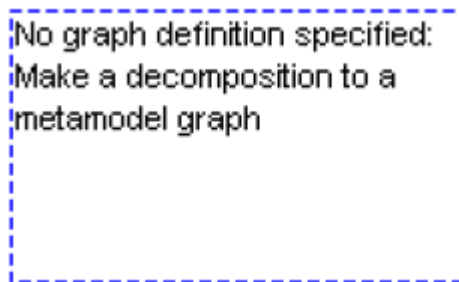 No graph definition specified:
Make a decomposition to a
metamodel graph